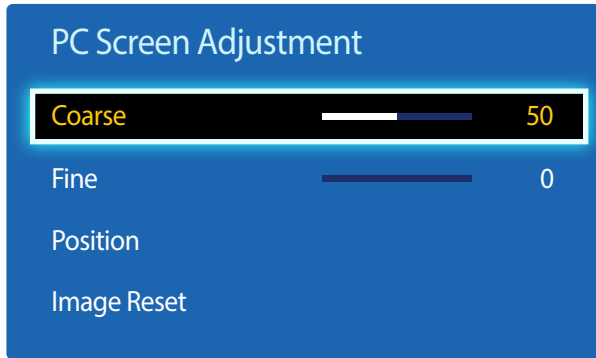 PC Screen Adjustment
Coarse 50
Fine 0
Position
Image Reset